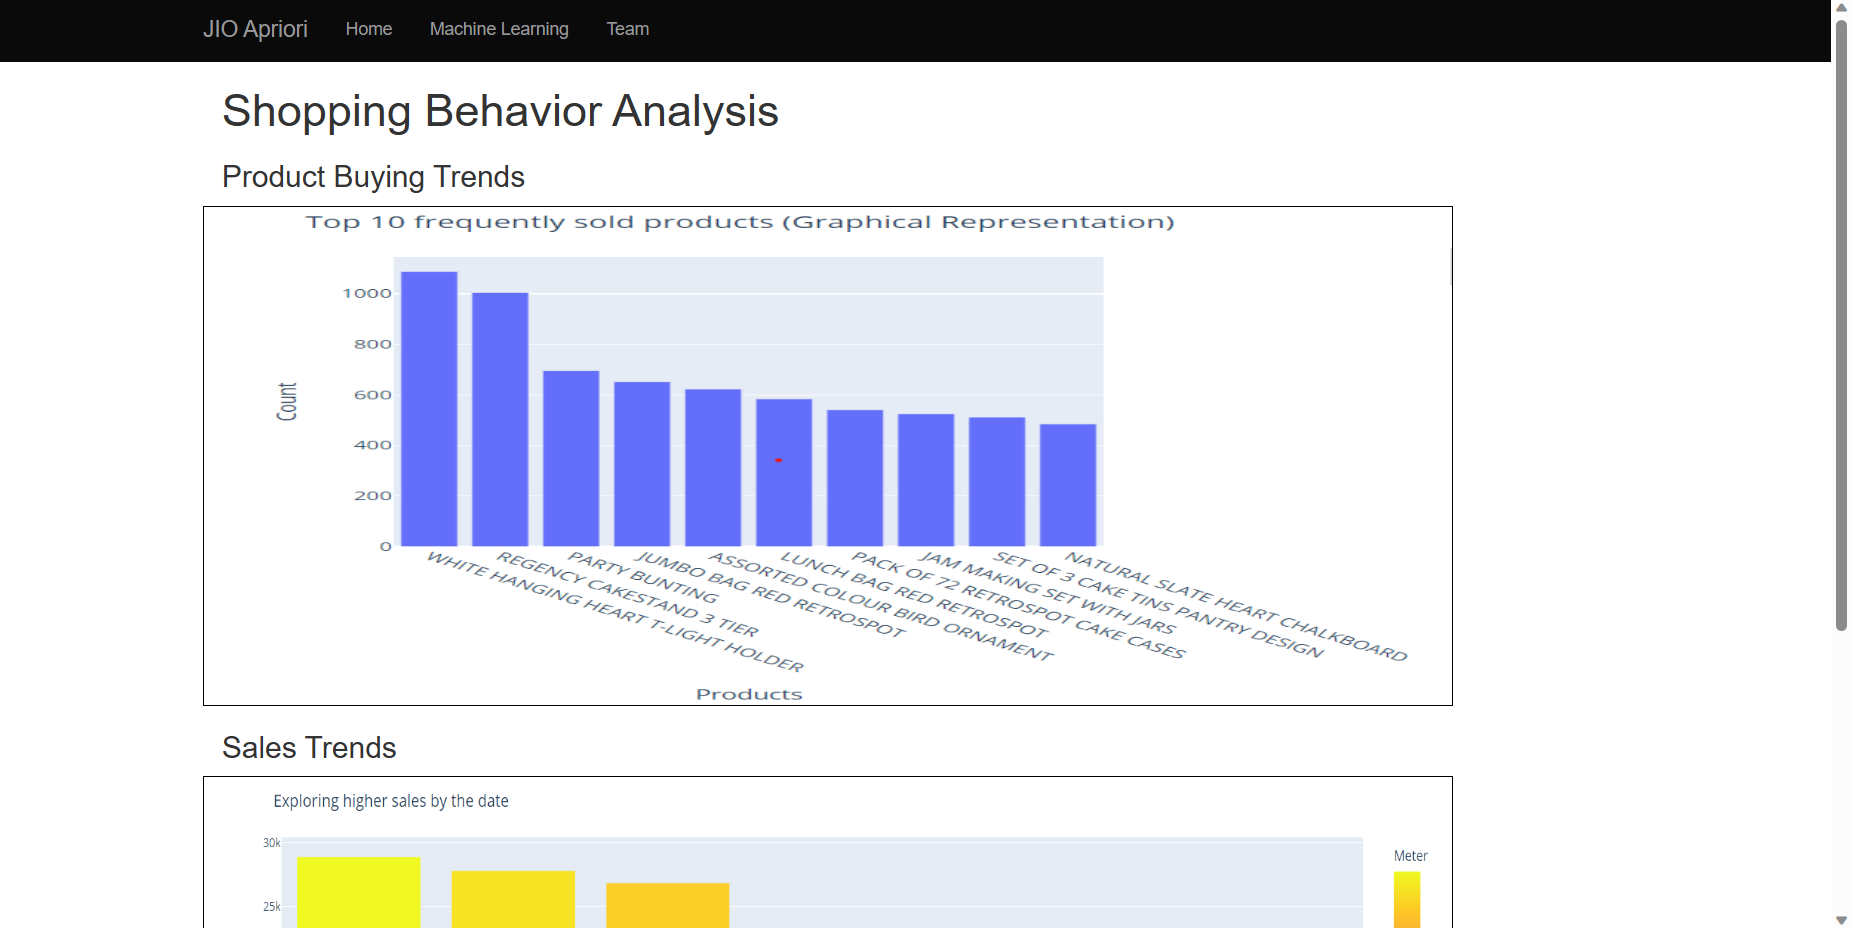 JIO Apriori Home Machine Learning Team
Shopping Behavior Analysis
Product Buying Trends
Top 10 frequently sold products (Graphical Representation)
1000
800
600
400
200
0
Count
WHITE HANGING HEART T-LIGHT HOLDER
REGENCY CAKESTAND 3 TIER
PARTY BUNTING
JUMBO BAG RED RETROSPOT
ASSORTED COLOUR BIRD ORNAMENT
LUNCH BAG RED RETROSPOT
PACK OF 72 RETROSPOT CAKE CASES
JAM MAKING SET WITH JARS
SET OF 3 CAKE TINS PANTRY DESIGN
NATURAL SLATE HEART CHALKBOARD
Products
Sales Trends
Exploring higher sales by the date
30k
25k
Meter